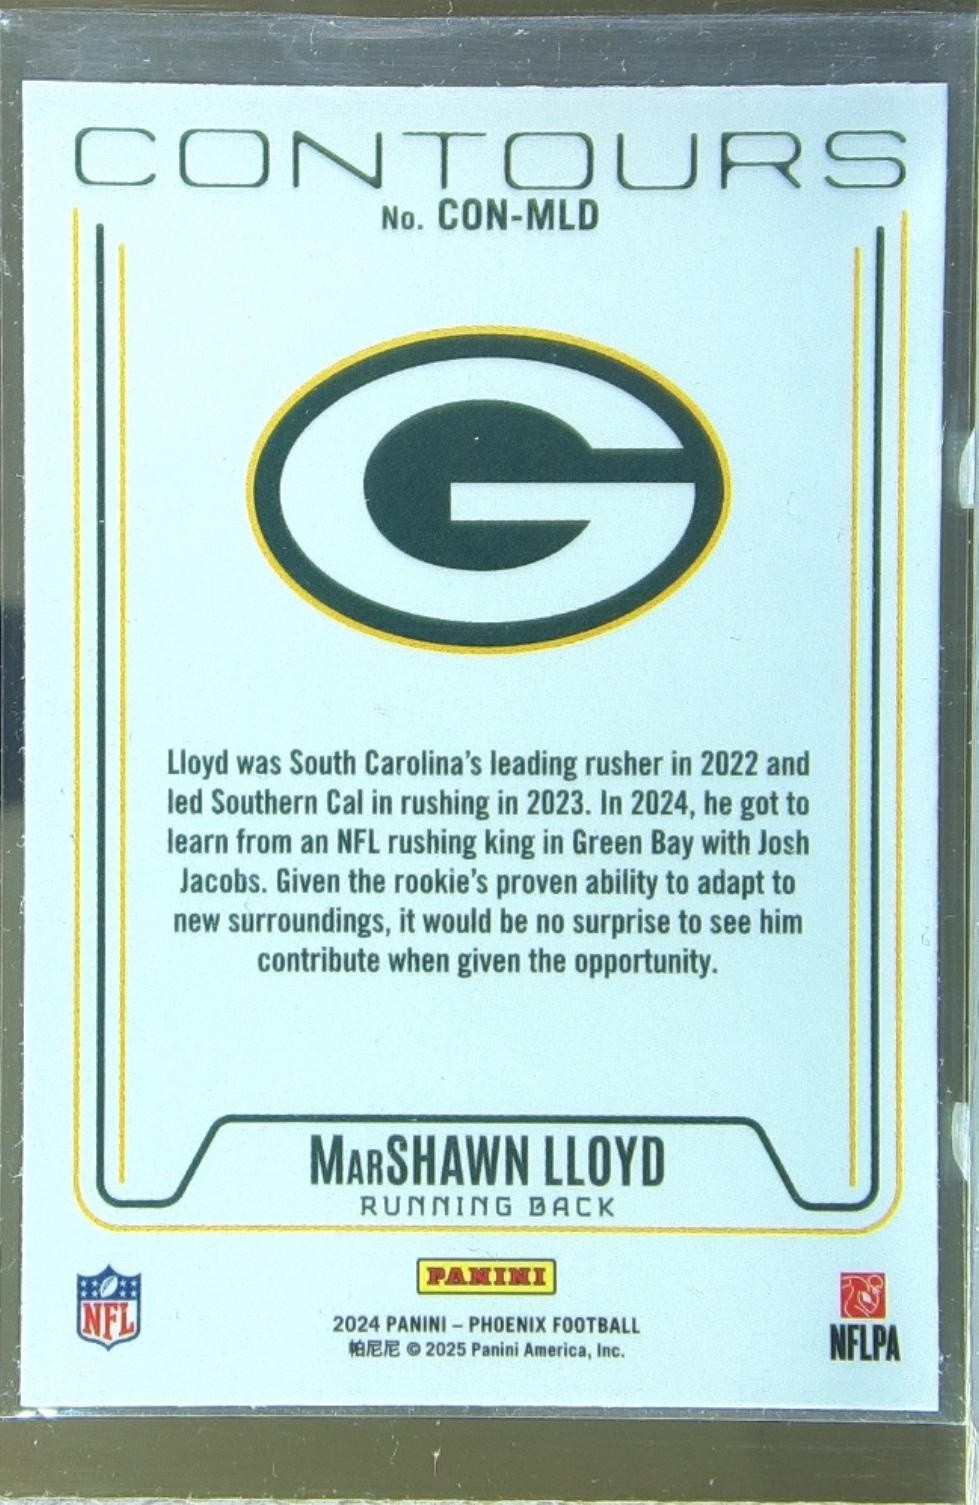 CONTOURS
No. CON-MLD
G
Lloyd was South Carolina's leading rusher in 2022 and
led Southern Cal in rushing in 2023. In 2024, he got to
learn from an NFL rushing king in Green Bay with Josh
Jacobs. Given the rookie's proven ability to adapt to
new surroundings, it would be no surprise to see him
contribute when given the opportunity.
MARSHAWN LLOYD
RUNNING BACK
PANINI
NFL
2024 PANINI – PHOENIX FOOTBALL
帕尼尼 © 2025 Panini America, Inc.
NFLPA